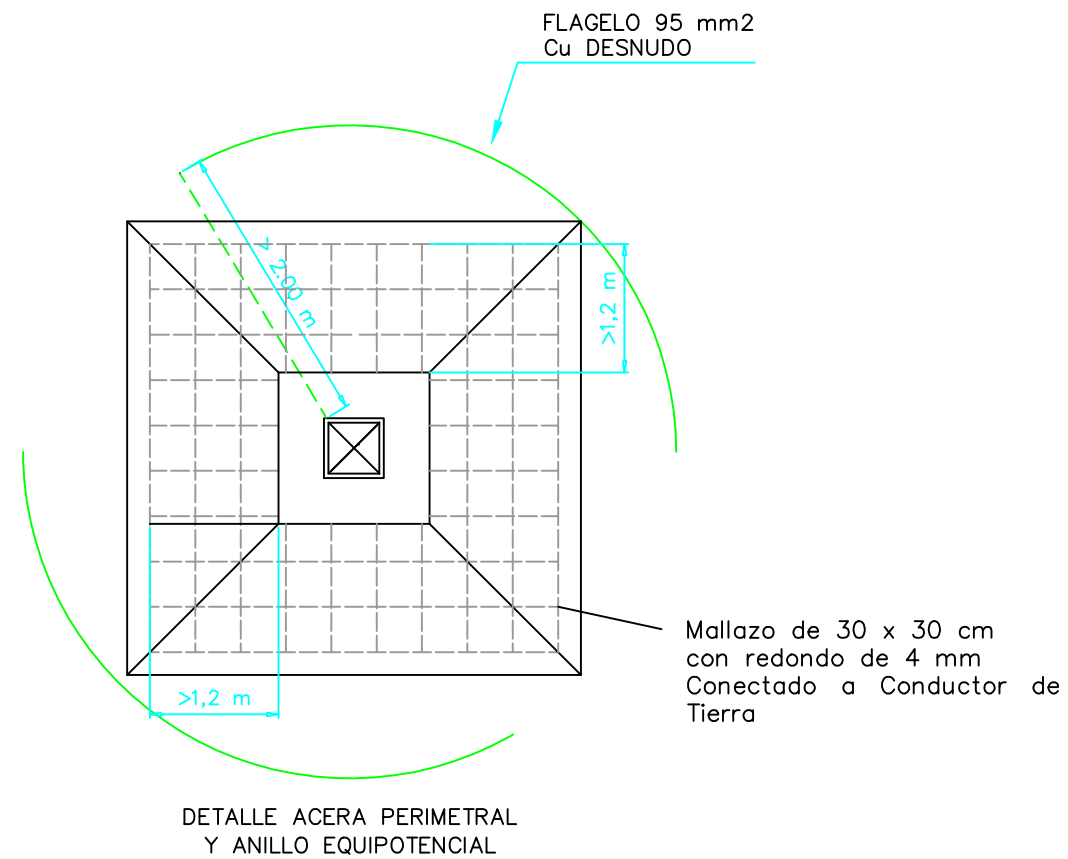 FLAGELO 95 mm2
Cu DESNUDO
> 2.00 m
>1,2 m
Mallazo de 30 x 30 cm
con redondo de 4 mm
Conectado a Conductor de
Tierra
>1,2 m
DETALLE ACERA PERIMETRAL
Y ANILLO EQUIPOTENCIAL